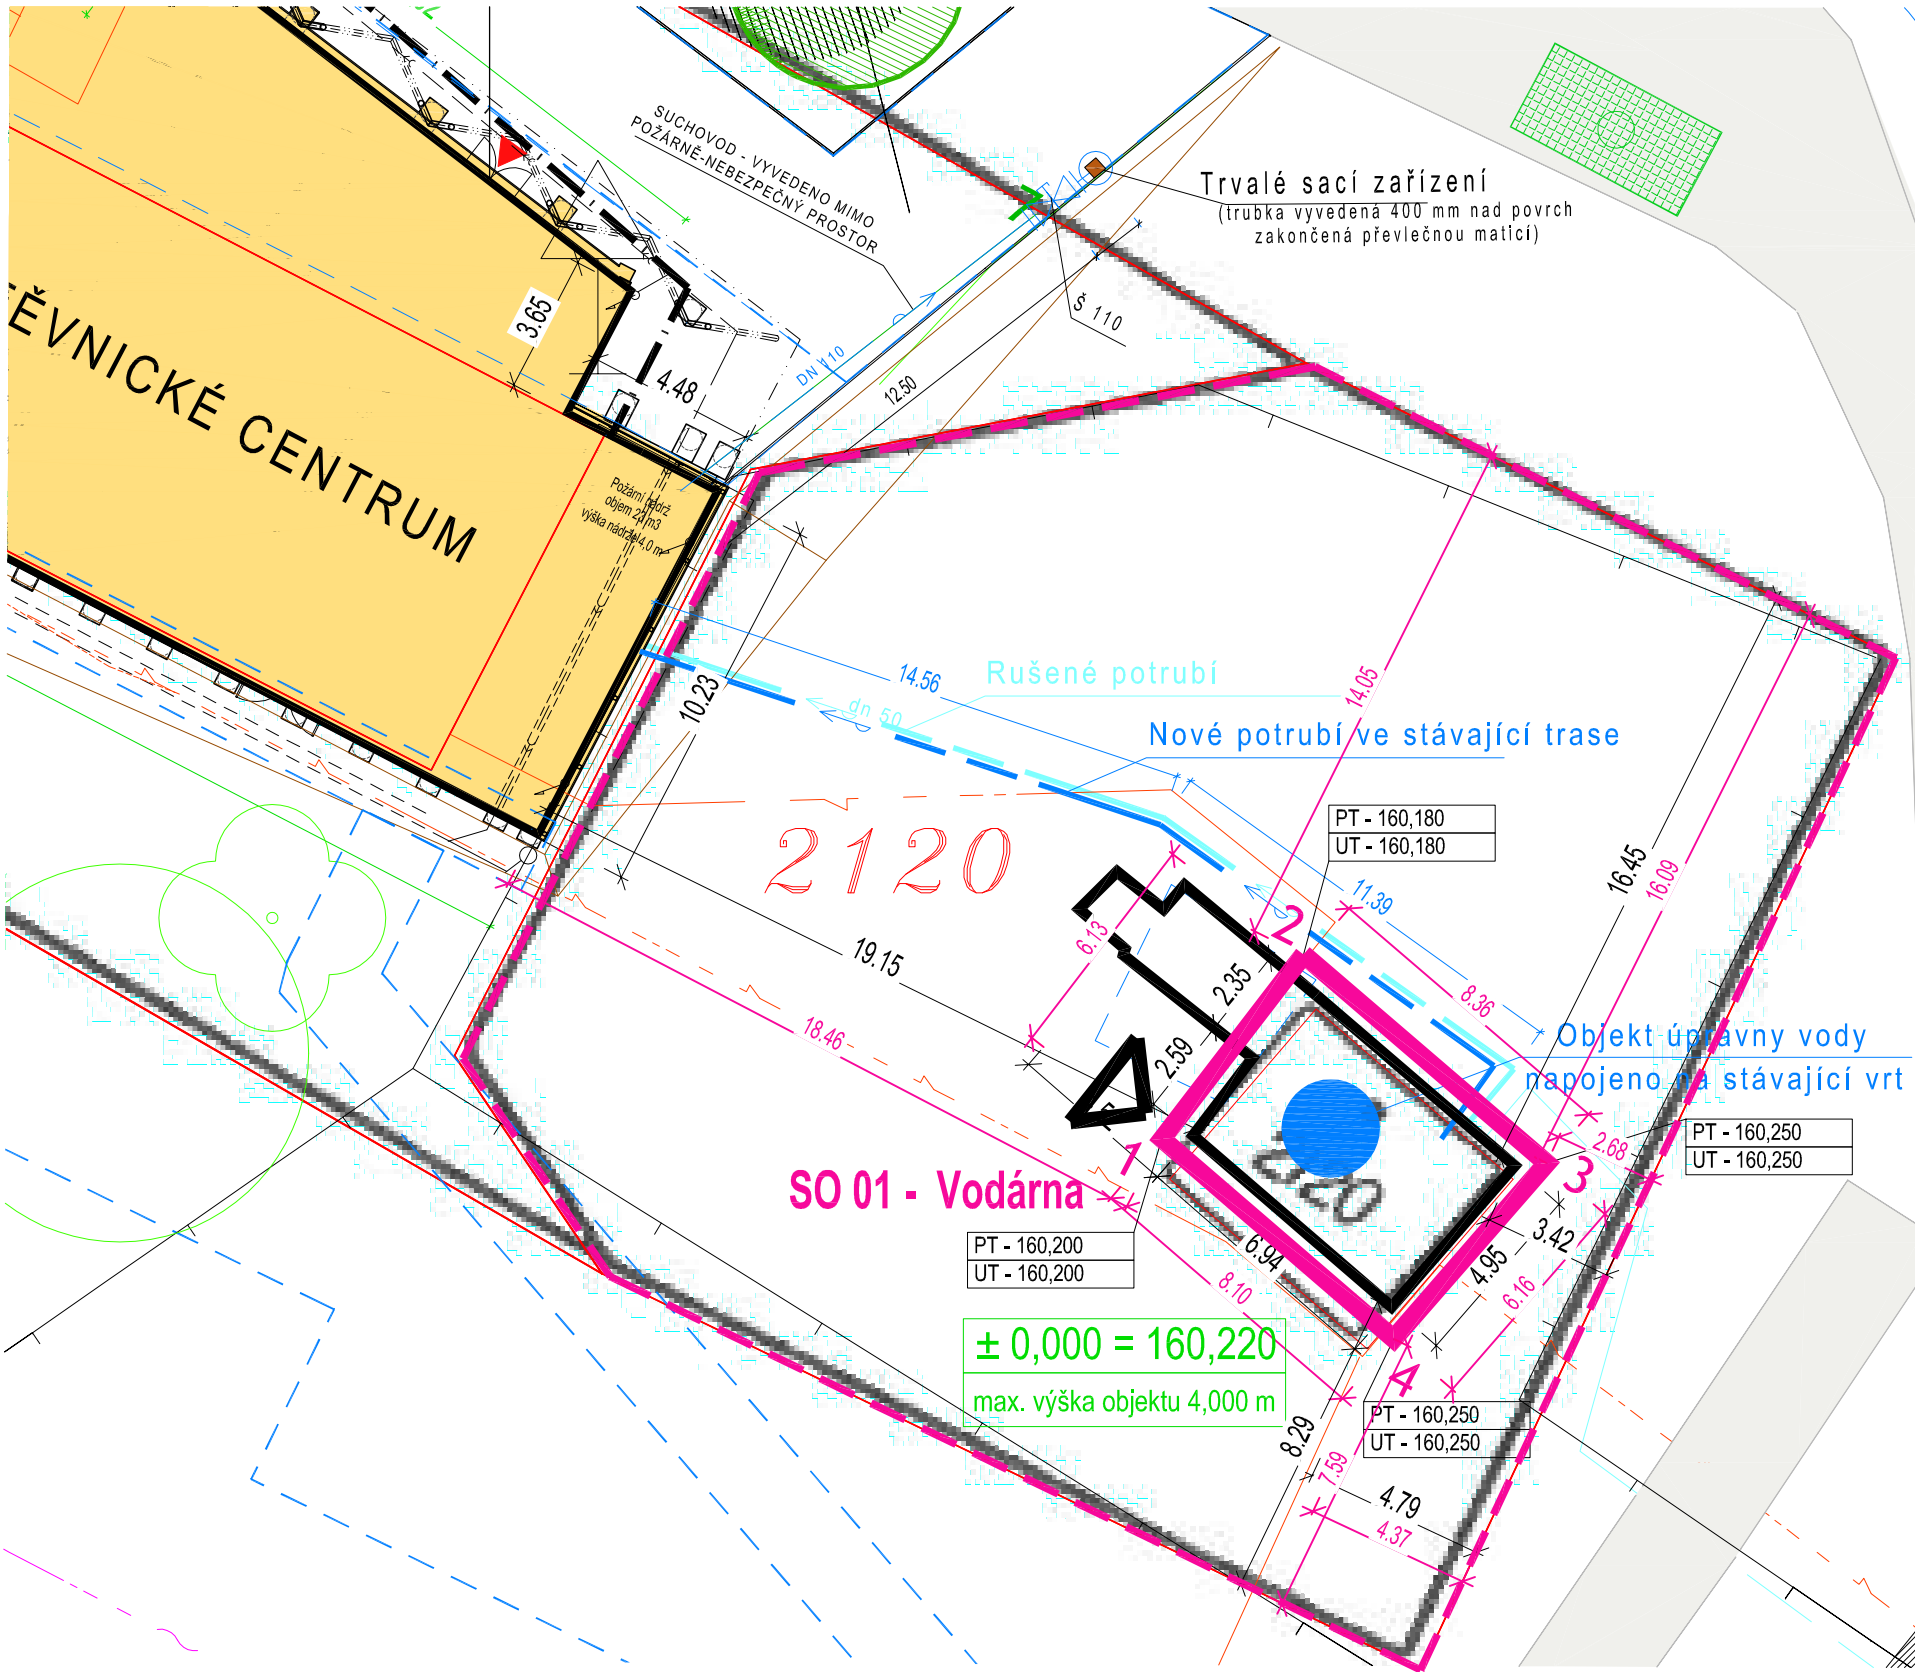 SUCHOVOD - VYVEDENO MIMO
POŽÁRNĚ-NEBEZPEČNÝ PROSTOR
Trvalé sací zařízení
(trubka vyvedená 400 mm nad povrch
zakončená převlečnou maticí)
7
Š 110
3.65
4.48
DN 110
12.50
TĚVNICKÉ CENTRUM
Požární nádrž
objem 21 m3
výška nádrže 4,0 m
10.23
14.56
dn 50
Rušené potrubí
Nové potrubí ve stávající trase
14.05
16.45
16.09
2120
PT - 160,180
UT - 160,180
11.39
6.13
2
19.15
2.35
8.36
18.46
2.59
Objekt úpravny vody
napojeno na stávající vrt
1
2.68
PT - 160,250
UT - 160,250
SO 01 - Vodárna
3
PT - 160,200
UT - 160,200
6.94
8.10
3.42
4.95
6.16
± 0,000 = 160,220
max. výška objektu 4,000 m
4
PT - 160,250
UT - 160,250
8.29
7.59
4.79
4.37